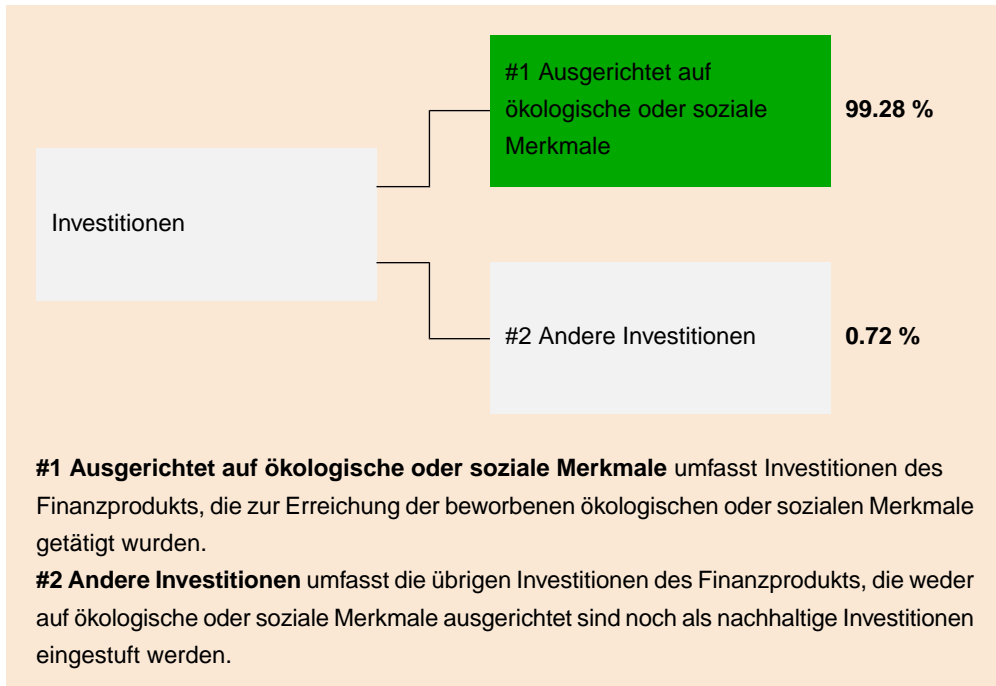 #1 Ausgerichtet auf
ökologische oder soziale
Merkmale
99.28 %
Investitionen
#2 Andere Investitionen
0.72 %
#1 Ausgerichtet auf ökologische oder soziale Merkmale umfasst Investitionen des
Finanzprodukts, die zur Erreichung der beworbenen ökologischen oder sozialen Merkmale
getätigt wurden.
#2 Andere Investitionen umfasst die übrigen Investitionen des Finanzprodukts, die weder
auf ökologische oder soziale Merkmale ausgerichtet sind noch als nachhaltige Investitionen
eingestuft werden.